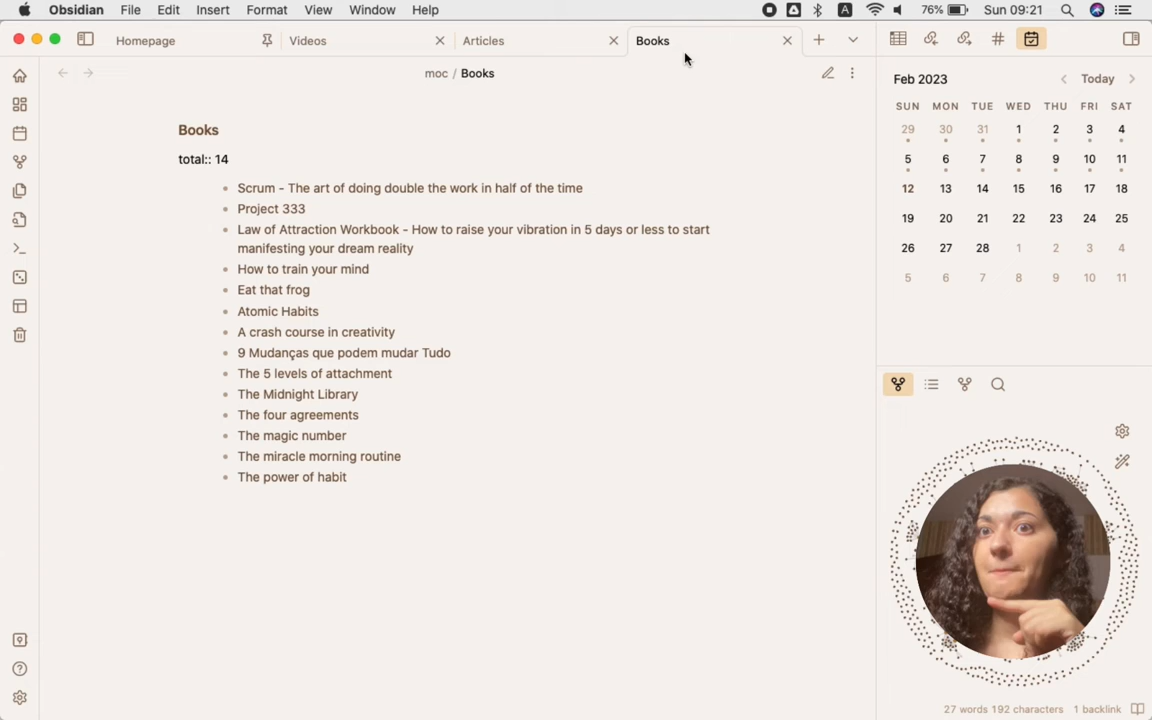 Obsidian File Edit Insert Format View Window Help A 76% Sun 09:21
Homepage Videos Articles Books
moc / Books
Books
total:: 14
Scrum - The art of doing double the work in half of the time
Project 333
Law of Attraction Workbook - How to raise your vibration in 5 days or less to start
manifesting your dream reality
How to train your mind
Eat that frog
Atomic Habits
A crash course in creativity
9 Mudanças que podem mudar Tudo
The 5 levels of attachment
The Midnight Library
The four agreements
The magic number
The miracle morning routine
The power of habit
Feb 2023 Today
SUN MON TUE WED THU FRI SAT
29 30 31 1 2 3 4
5 6 7 8 9 10 11
12 13 14 15 16 17 18
19 20 21 22 23 24 25
26 27 28 1 2 3 4
5 6 7 8 9 10 11
27 words 192 characters 1 backlink